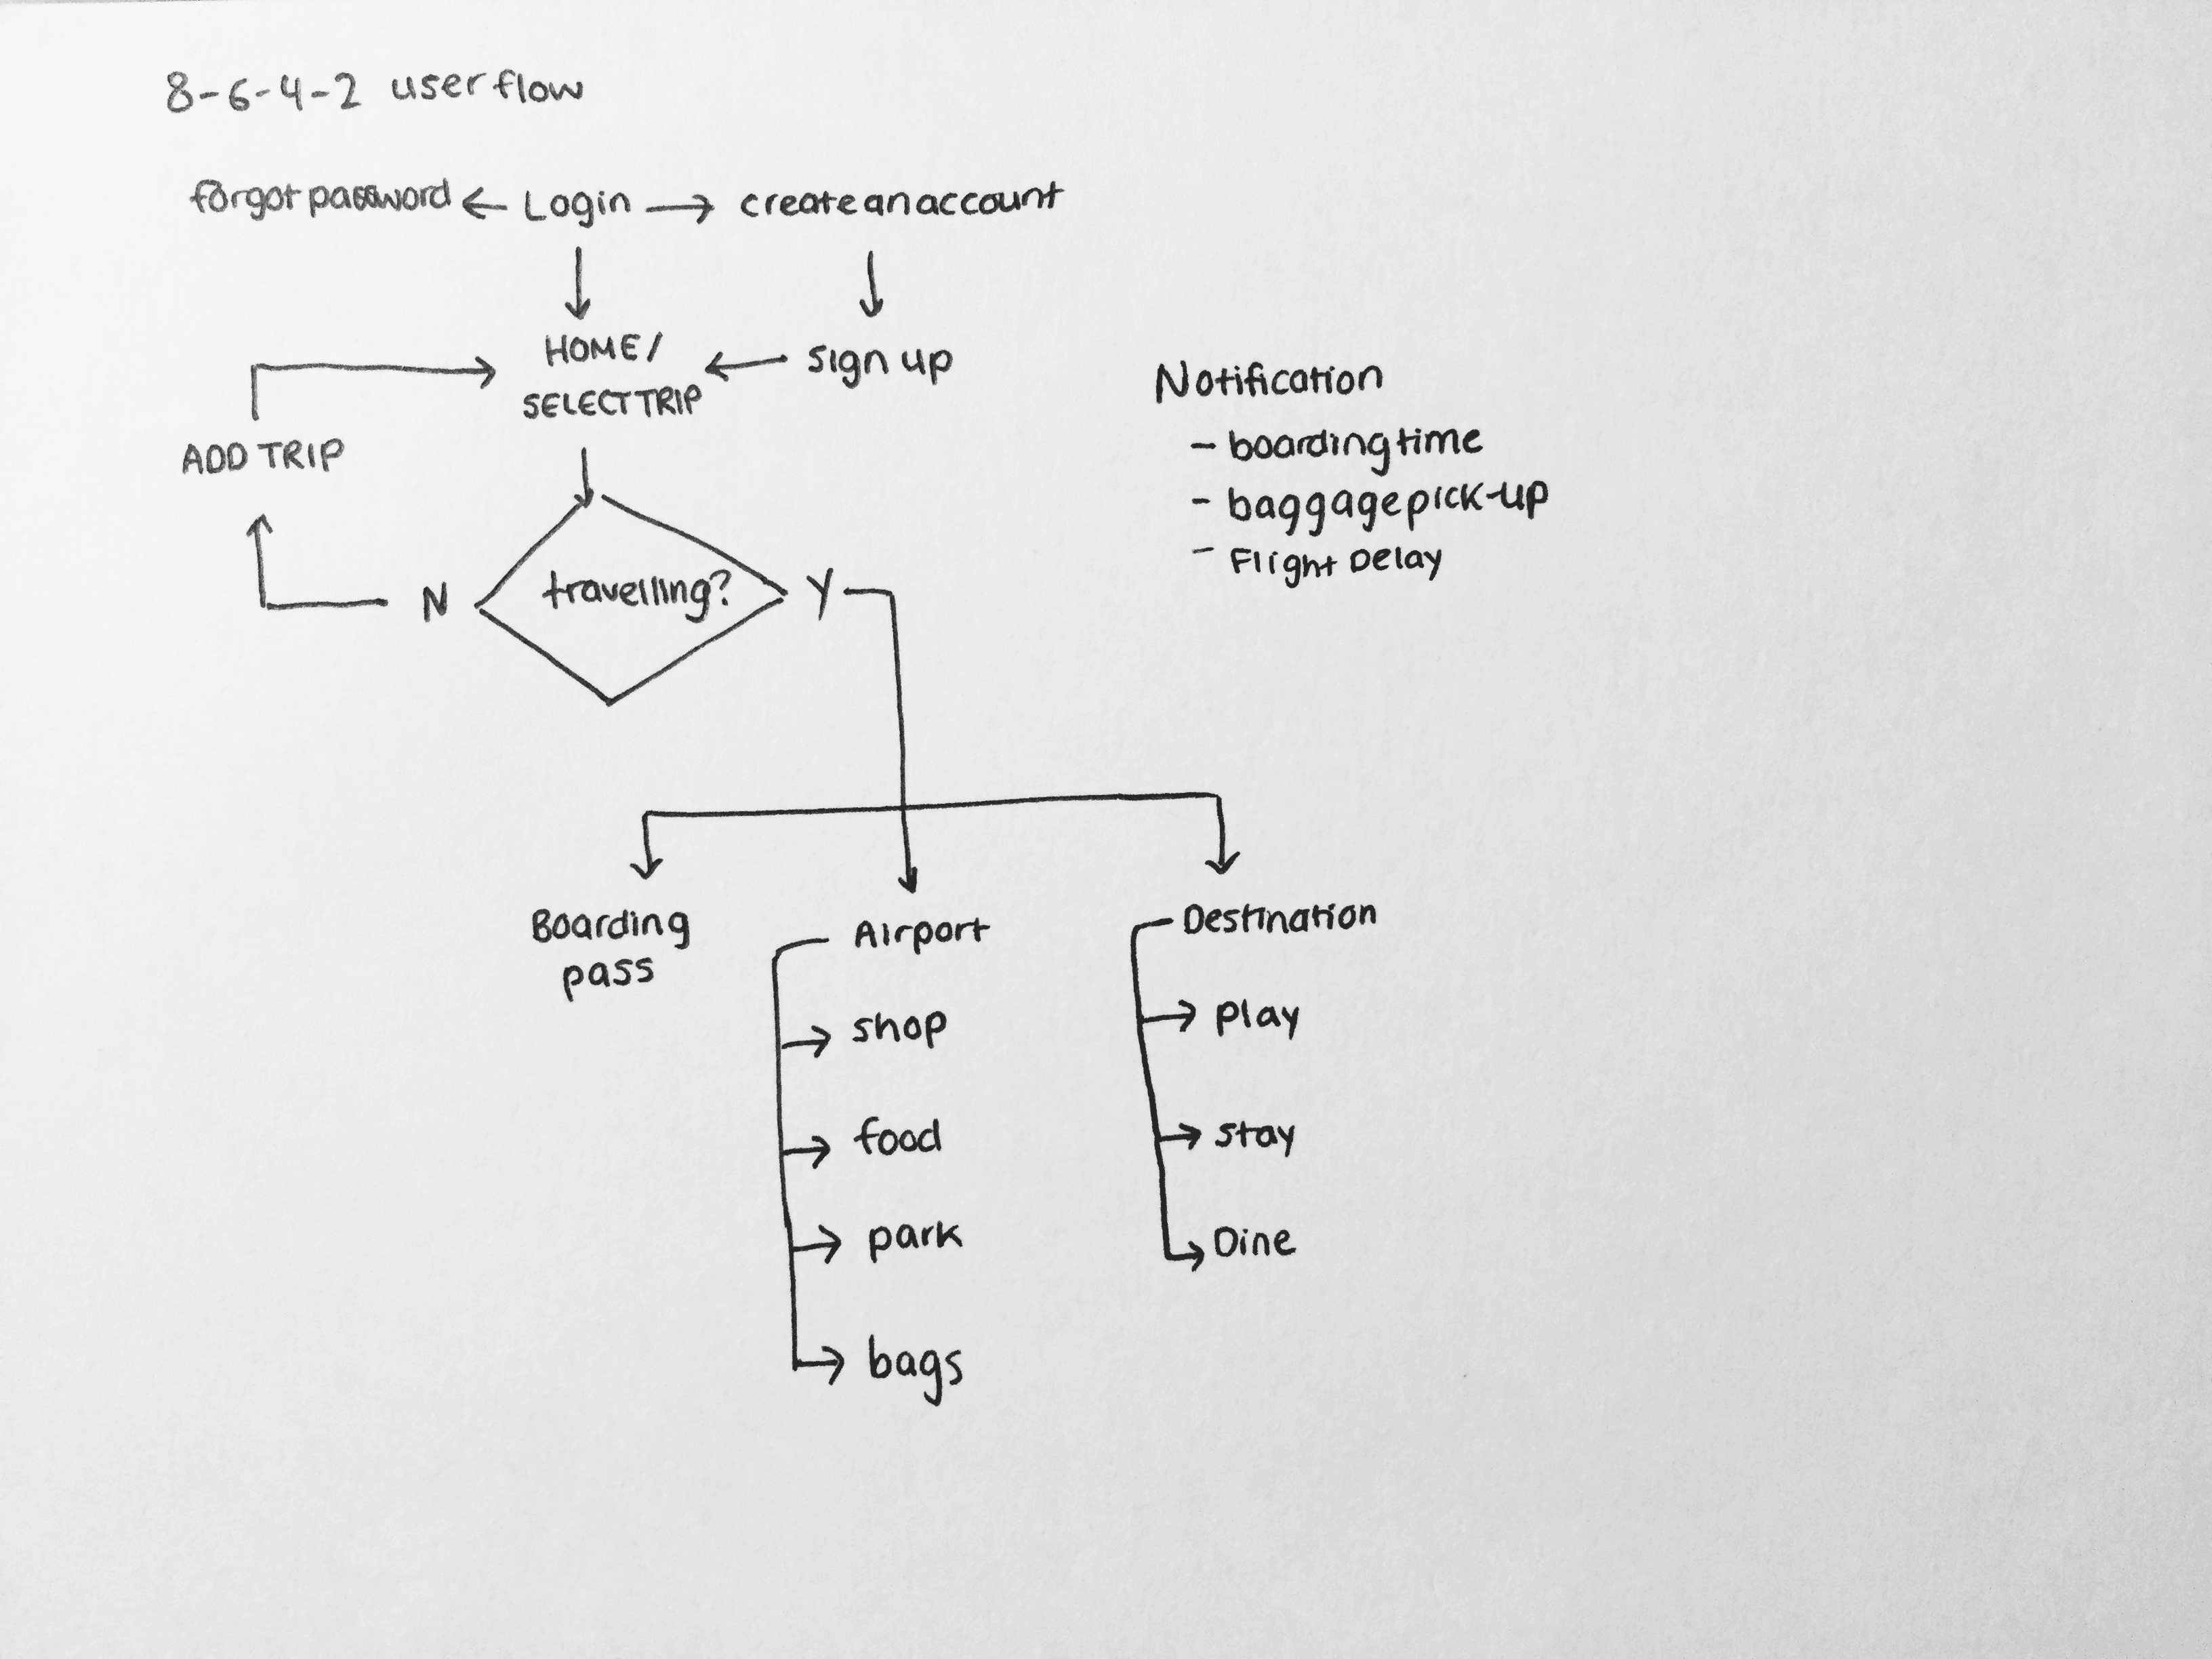 8-6-4-2 user flow
forgot password ← Login → create an account
HOME /
SELECT TRIP
sign up
ADD TRIP
N
travelling?
Y
Notification
- boarding time
- baggage pick-up
- Flight Delay
Boarding
pass
Airport
shop
food
park
bags
Destination
play
stay
Dine